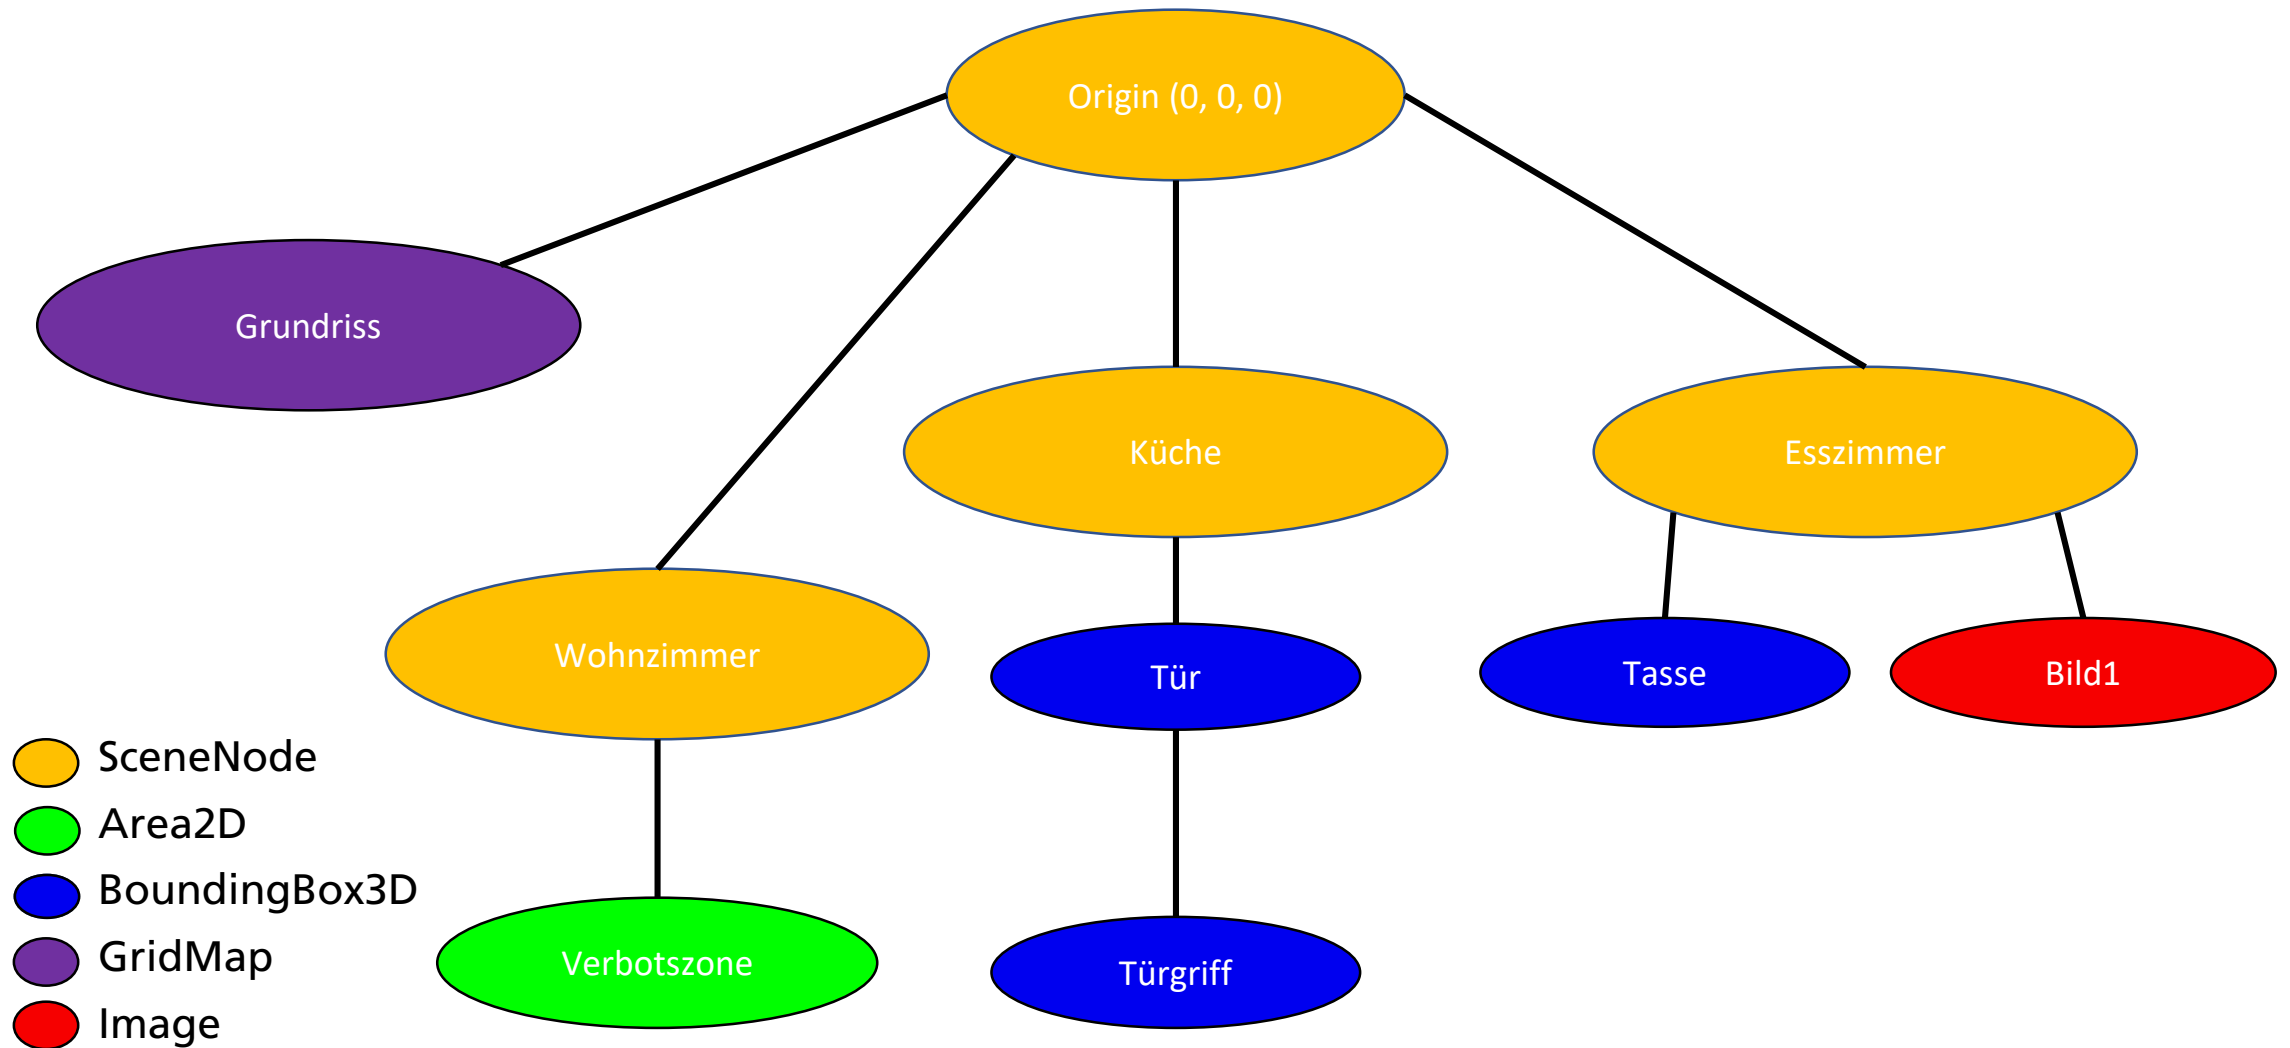 Origin (0, 0, 0)
Grundriss
Küche
Esszimmer
Wohnzimmer
Tür
Tasse
Bild1
Verbotszone
Türgriff
SceneNode
Area2D
BoundingBox3D
GridMap
Image